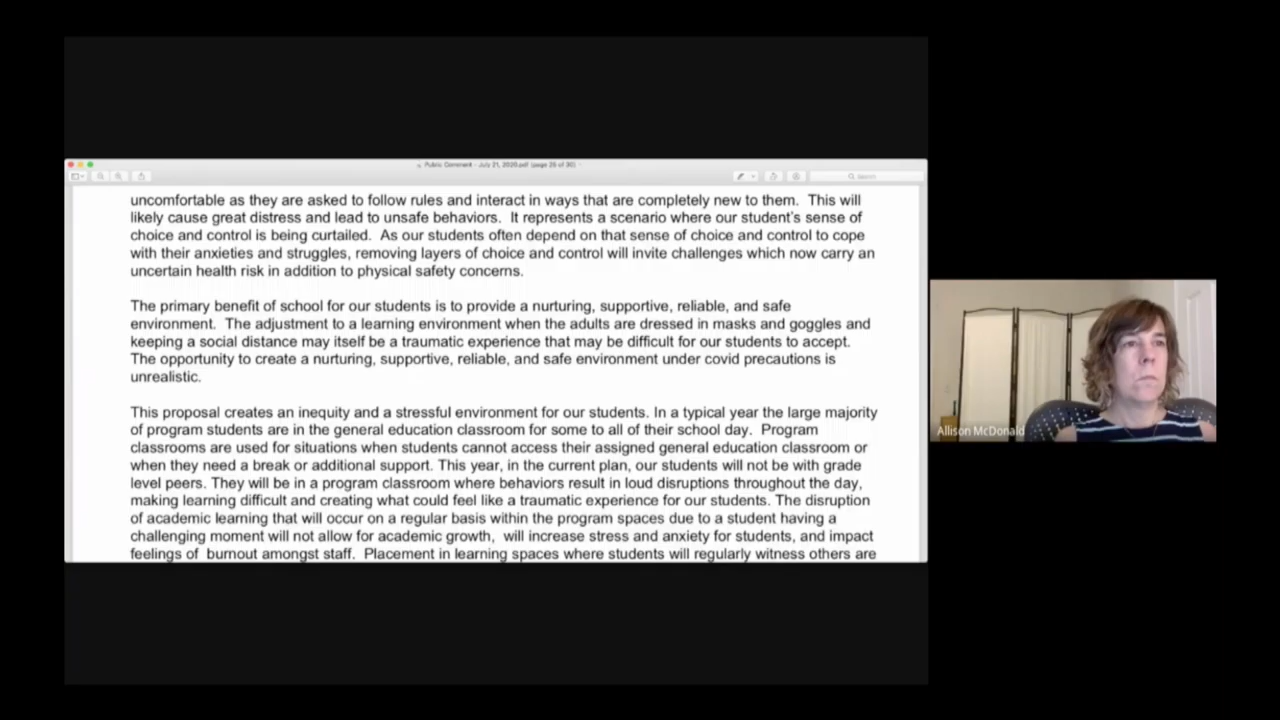 Public Comment - July 21, 2020.pdf (page 26 of 30)
Search
uncomfortable as they are asked to follow rules and interact in ways that are completely new to them.  This will
likely cause great distress and lead to unsafe behaviors.  It represents a scenario where our student's sense of
choice and control is being curtailed.  As our students often depend on that sense of choice and control to cope
with their anxieties and struggles, removing layers of choice and control will invite challenges which now carry an
uncertain health risk in addition to physical safety concerns.
The primary benefit of school for our students is to provide a nurturing, supportive, reliable, and safe
environment.  The adjustment to a learning environment when the adults are dressed in masks and goggles and
keeping a social distance may itself be a traumatic experience that may be difficult for our students to accept.
The opportunity to create a nurturing, supportive, reliable, and safe environment under covid precautions is
unrealistic.
This proposal creates an inequity and a stressful environment for our students. In a typical year the large majority
of program students are in the general education classroom for some to all of their school day.  Program
classrooms are used for situations when students cannot access their assigned general education classroom or
when they need a break or additional support. This year, in the current plan, our students will not be with grade
level peers. They will be in a program classroom where behaviors result in loud disruptions throughout the day,
making learning difficult and creating what could feel like a traumatic experience for our students. The disruption
of academic learning that will occur on a regular basis within the program spaces due to a student having a
challenging moment will not allow for academic growth,  will increase stress and anxiety for students, and impact
feelings of  burnout amongst staff.  Placement in learning spaces where students will regularly witness others are
Allison McDonald